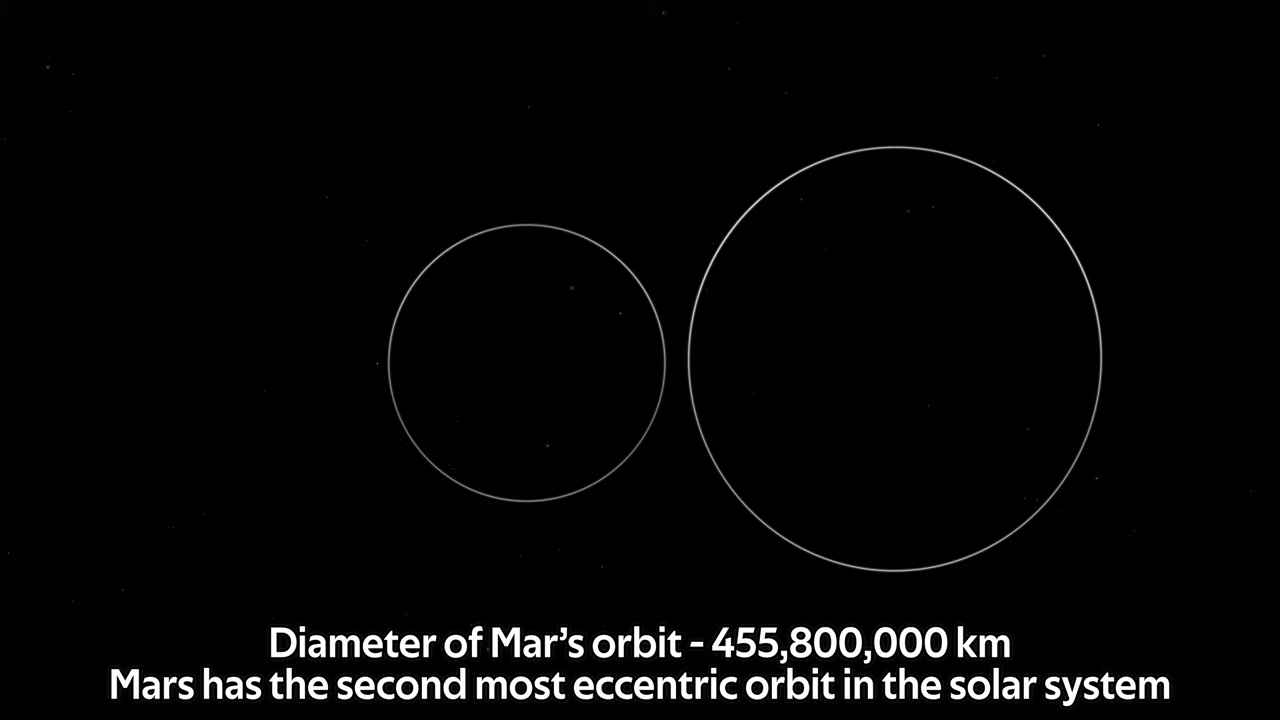 Diameter of Mar's orbit - 455,800,000 km
Mars has the second most eccentric orbit in the solar system